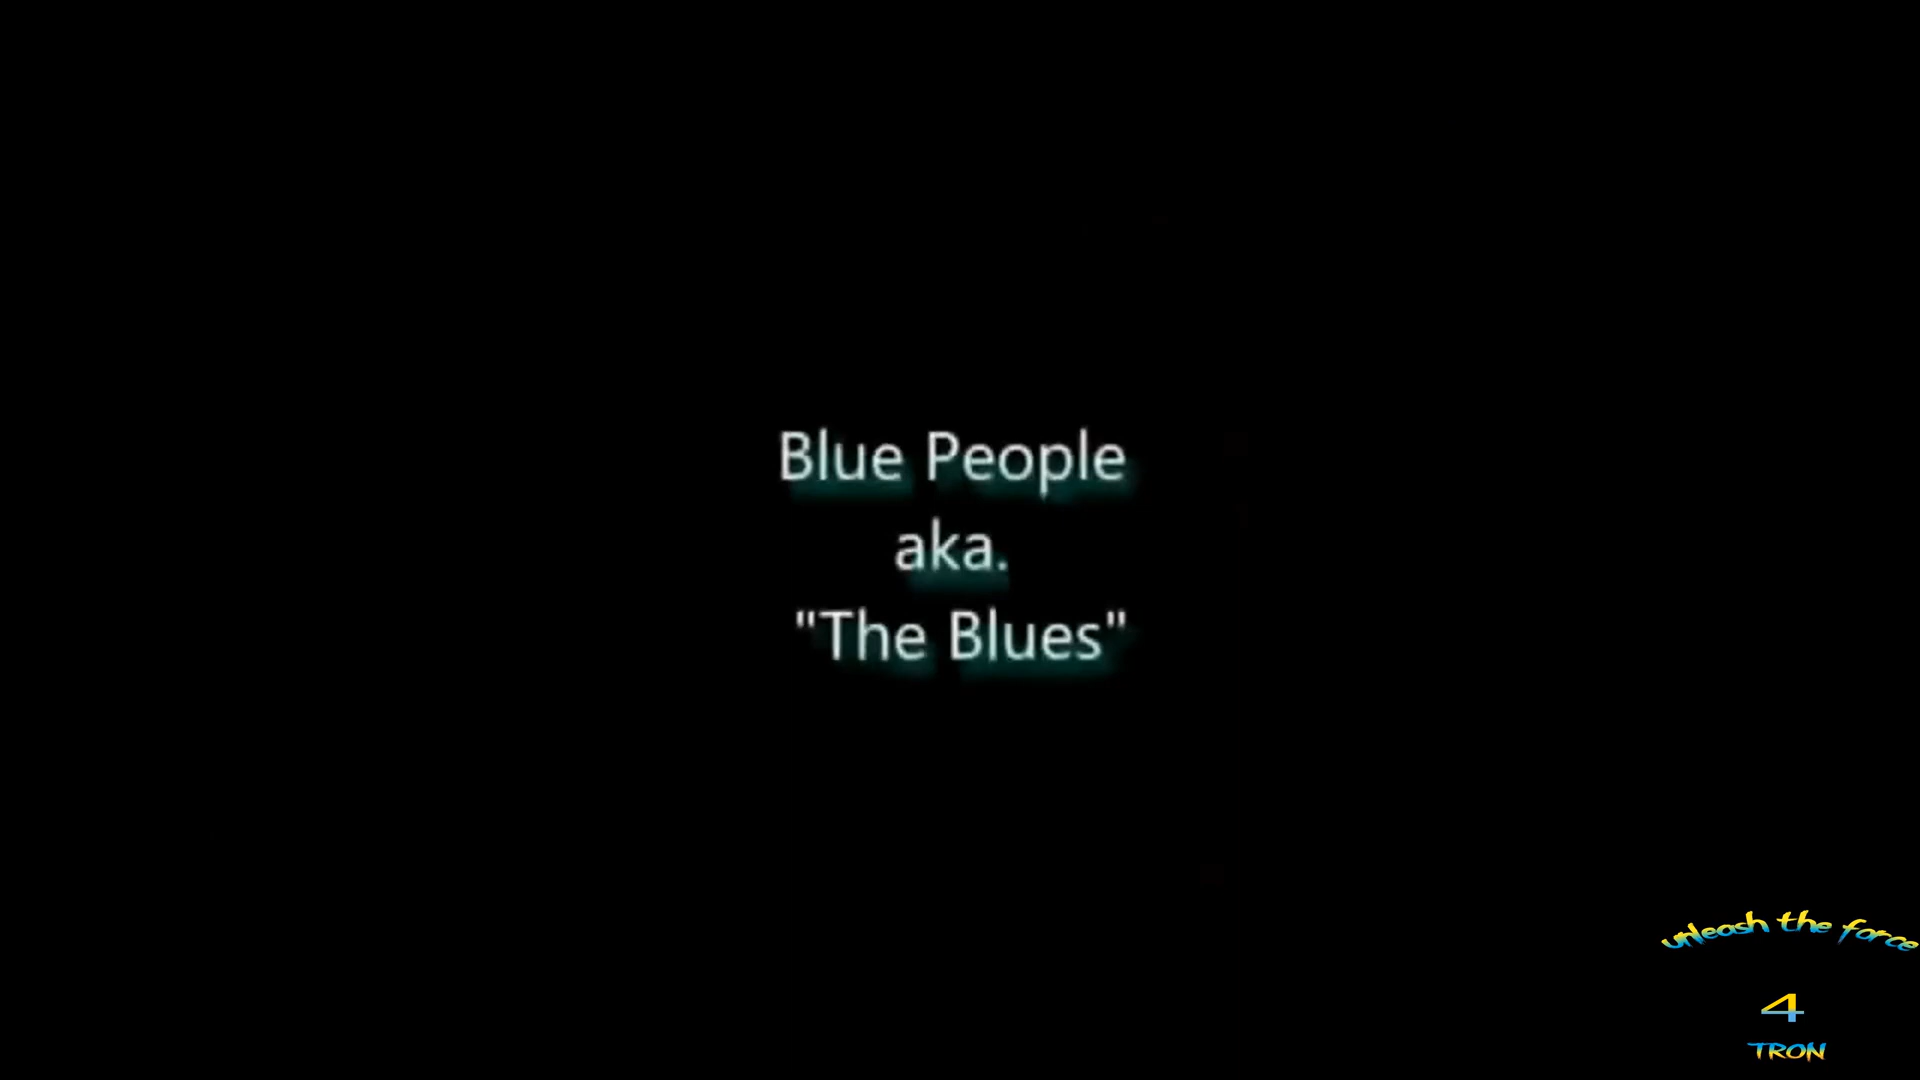 Blue People
aka.
"The Blues"
unleash the force
4
TRON